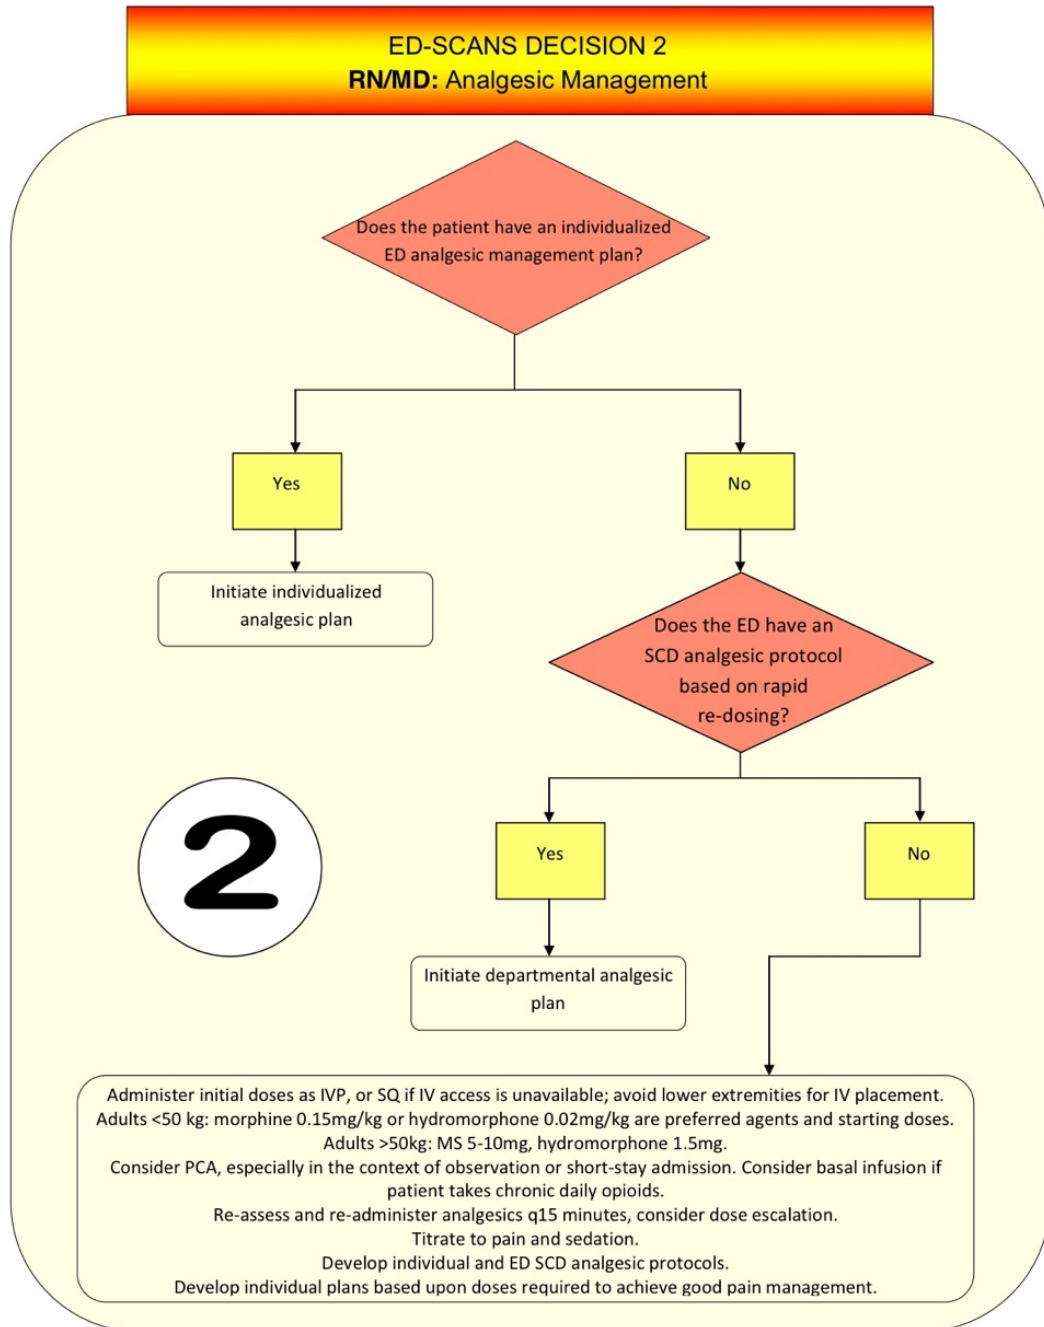 ED-SCANS DECISION 2
RN/MD: Analgesic Management
Does the patient have an individualized
ED analgesic management plan?
Yes
No
Initiate individualized
analgesic plan
Does the ED have an
SCD analgesic protocol
based on rapid
re-dosing?
2
Yes
No
Initiate departmental analgesic
plan
Administer initial doses as IVP, or SQ if IV access is unavailable; avoid lower extremities for IV placement.
Adults <50 kg: morphine 0.15mg/kg or hydromorphone 0.02mg/kg are preferred agents and starting doses.
Adults >50kg: MS 5-10mg, hydromorphone 1.5mg.
Consider PCA, especially in the context of observation or short-stay admission. Consider basal infusion if
patient takes chronic daily opioids.
Re-assess and re-administer analgesics q15 minutes, consider dose escalation.
Titrate to pain and sedation.
Develop individual and ED SCD analgesic protocols.
Develop individual plans based upon doses required to achieve good pain management.